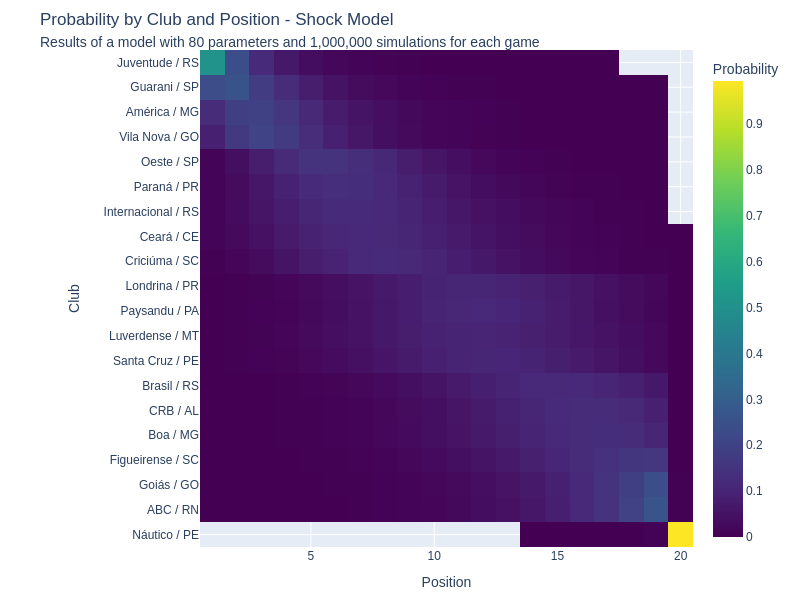 Probability by Club and Position - Shock Model
Results of a model with 80 parameters and 1,000,000 simulations for each game
Probability
Club
Juventude / RS
Guarani / SP
América / MG
Vila Nova / GO
Oeste / SP
Paraná / PR
Internacional / RS
Ceará / CE
Criciúma / SC
Londrina / PR
Paysandu / PA
Luverdense / MT
Santa Cruz / PE
Brasil / RS
CRB / AL
Boa / MG
Figueirense / SC
Goiás / GO
ABC / RN
Náutico / PE
5 10 15 20
Position
0.9
0.8
0.7
0.6
0.5
0.4
0.3
0.2
0.1
0